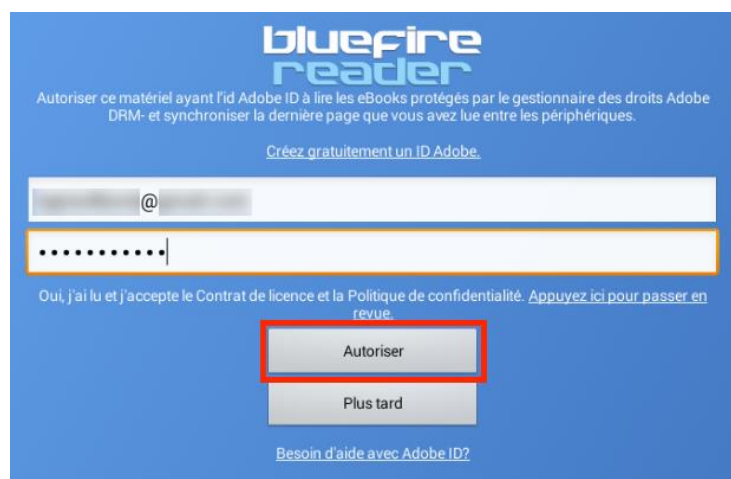 bluefire
reader
Autoriser ce matériel ayant l'id Adobe ID à lire les eBooks protégés par le gestionnaire des droits Adobe
DRM- et synchroniser la dernière page que vous avez lue entre les périphériques.
Créez gratuitement un ID Adobe.
@
•••••••••••
Oui, j'ai lu et j'accepte le Contrat de licence et la Politique de confidentialité. Appuyez ici pour passer en
revue.
Autoriser
Plus tard
Besoin d'aide avec Adobe ID?